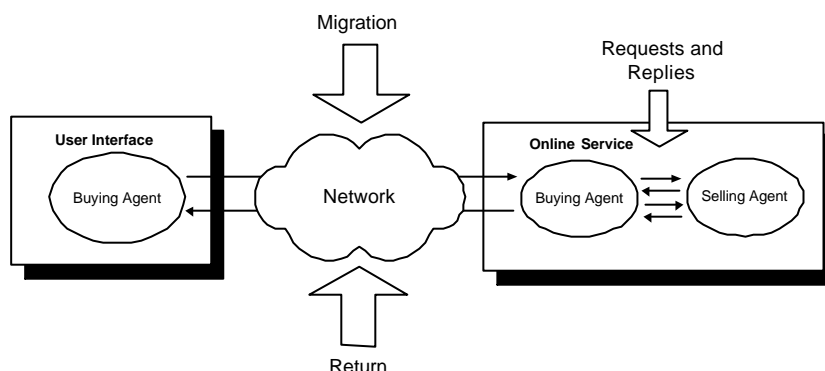 Migration
Requests and
Replies
User Interface
Online Service
Buying Agent
Network
Buying Agent
Selling Agent
Return